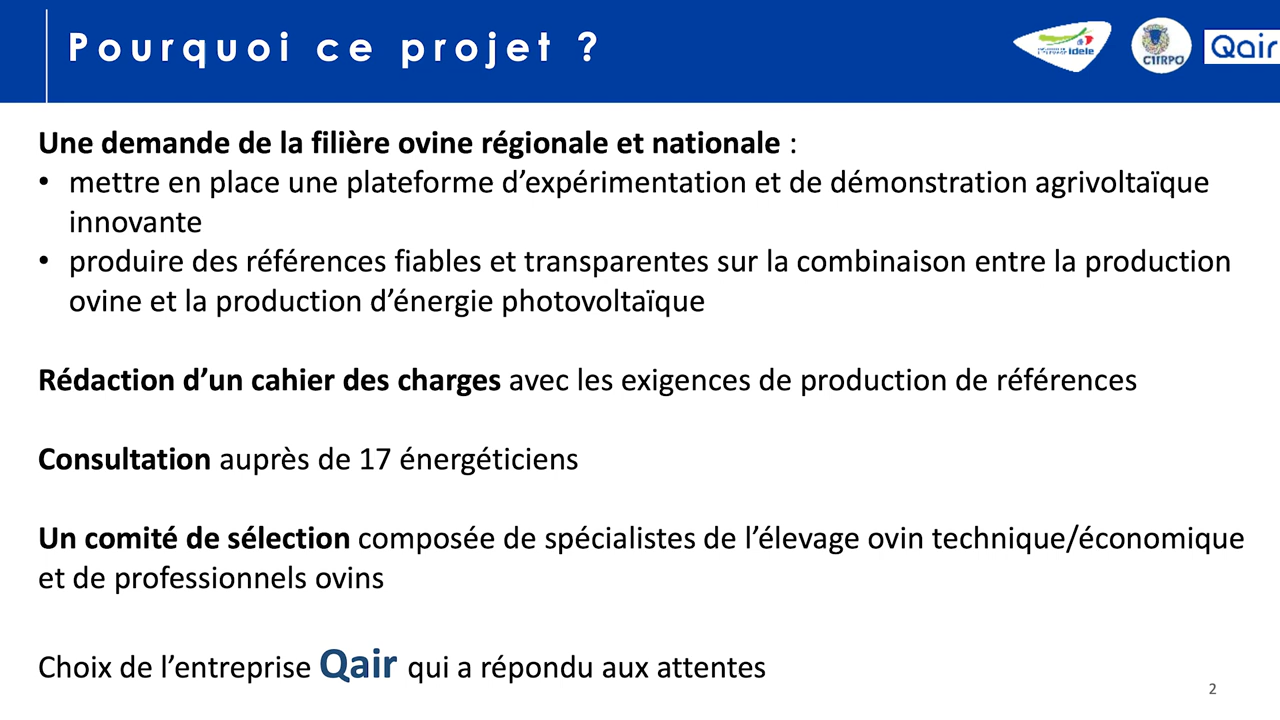 Pourquoi ce projet ?
idele
CIIRPO
Qair
Une demande de la filière ovine régionale et nationale :
• mettre en place une plateforme d’expérimentation et de démonstration agrivoltaïque
innovante
• produire des références fiables et transparentes sur la combinaison entre la production
ovine et la production d’énergie photovoltaïque
Rédaction d’un cahier des charges avec les exigences de production de références
Consultation auprès de 17 énergéticiens
Un comité de sélection composée de spécialistes de l’élevage ovin technique/économique
et de professionnels ovins
Choix de l’entreprise Qair qui a répondu aux attentes
2